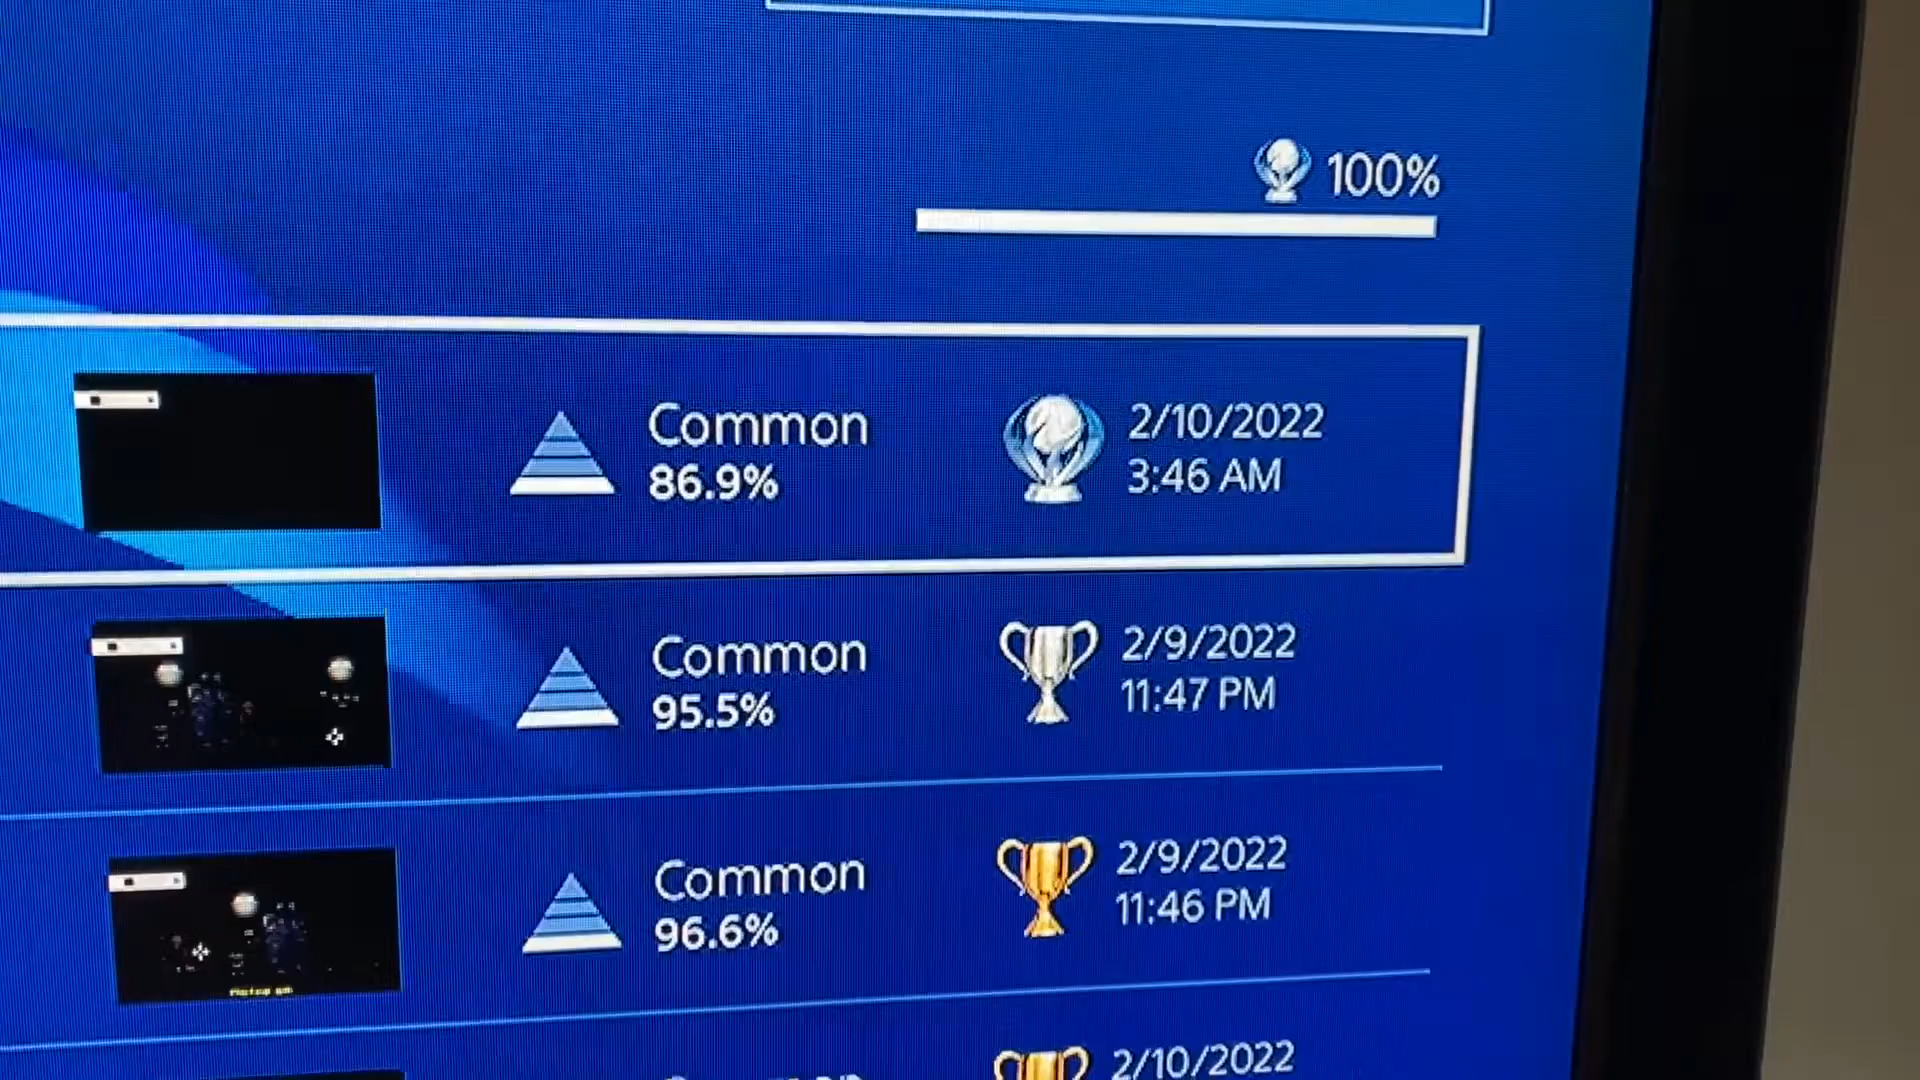 100%
Common
86.9%
2/10/2022
3:46 AM
Common
95.5%
2/9/2022
11:47 PM
Common
96.6%
2/9/2022
11:46 PM
2/10/2022